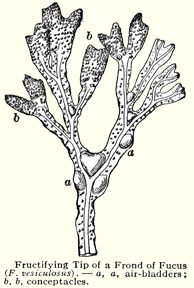 b
b
a
a
Fructifying Tip of a Frond of Fucus
(F. vesiculosus). — a, a, air-bladders;
b, b, conceptacles.